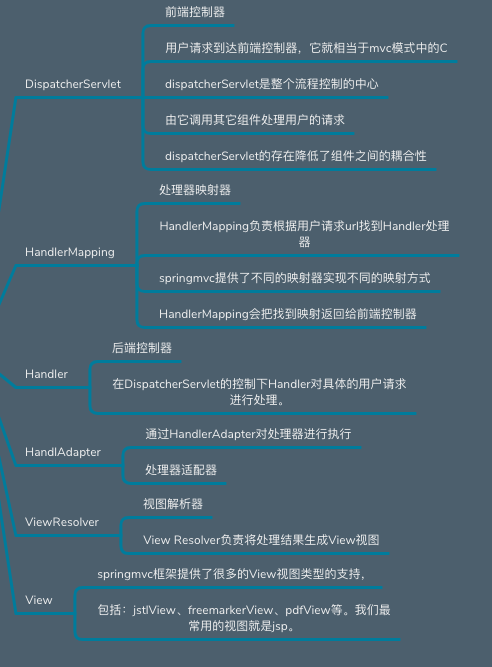 前端控制器
用户请求到达前端控制器，它就相当于mvc模式中的C
DispatcherServlet
dispatcherServlet是整个流程控制的中心
由它调用其它组件处理用户的请求
dispatcherServlet的存在降低了组件之间的耦合性
处理器映射器
HandlerMapping负责根据用户请求url找到Handler处理
器
HandlerMapping
springmvc提供了不同的映射器实现不同的映射方式
HandlerMapping会把找到映射返回给前端控制器
后端控制器
Handler
在DispatcherServlet的控制下Handler对具体的用户请求
进行处理。
通过HandlerAdapter对处理器进行执行
HandlAdapter
处理器适配器
视图解析器
ViewResolver
View Resolver负责将处理结果生成View视图
springmvc框架提供了很多的View视图类型的支持，
View
包括：jstlView、freemarkerView、pdfView等。我们最
常用的视图就是jsp。